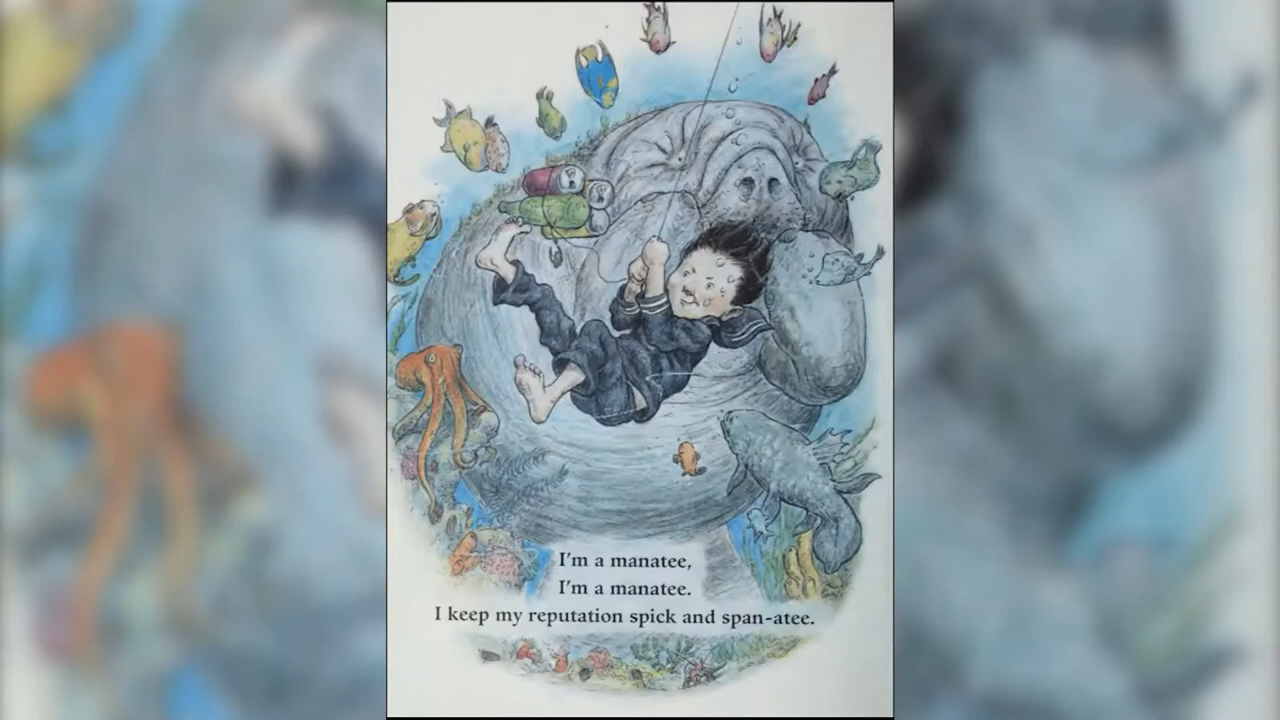 I'm a manatee,
I'm a manatee.
I keep my reputation spick and span-atee.